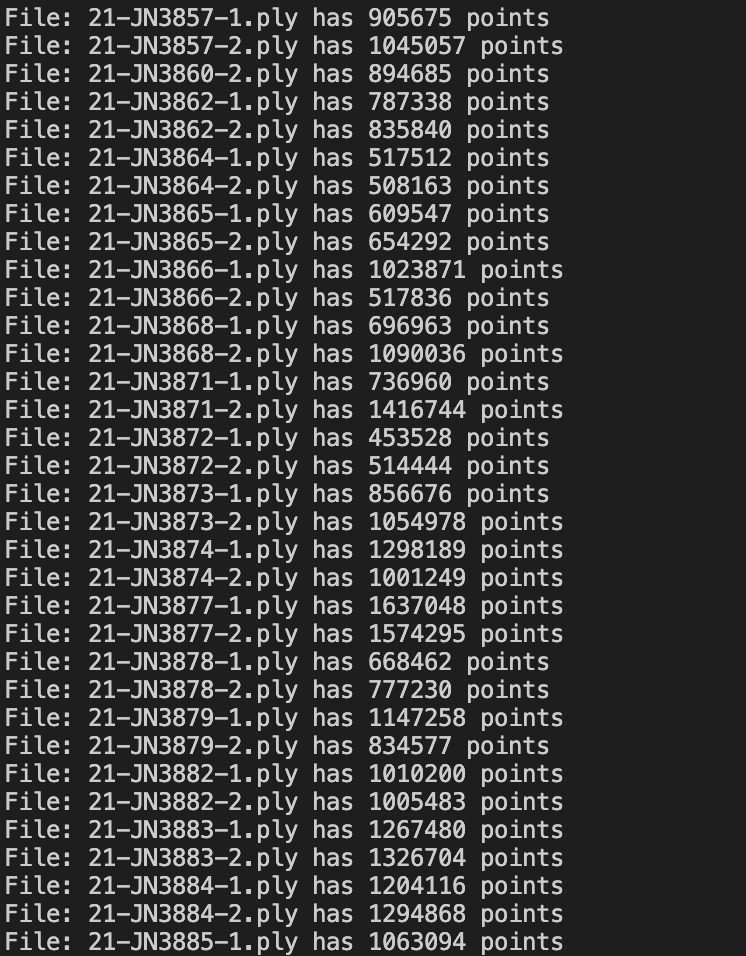 File: 21-JN3857-1.ply has 905675 points
File: 21-JN3857-2.ply has 1045057 points
File: 21-JN3860-2.ply has 894685 points
File: 21-JN3862-1.ply has 787338 points
File: 21-JN3862-2.ply has 835840 points
File: 21-JN3864-1.ply has 517512 points
File: 21-JN3864-2.ply has 508163 points
File: 21-JN3865-1.ply has 609547 points
File: 21-JN3865-2.ply has 654292 points
File: 21-JN3866-1.ply has 1023871 points
File: 21-JN3866-2.ply has 517836 points
File: 21-JN3868-1.ply has 696963 points
File: 21-JN3868-2.ply has 1090036 points
File: 21-JN3871-1.ply has 736960 points
File: 21-JN3871-2.ply has 1416744 points
File: 21-JN3872-1.ply has 453528 points
File: 21-JN3872-2.ply has 514444 points
File: 21-JN3873-1.ply has 856676 points
File: 21-JN3873-2.ply has 1054978 points
File: 21-JN3874-1.ply has 1298189 points
File: 21-JN3874-2.ply has 1001249 points
File: 21-JN3877-1.ply has 1637048 points
File: 21-JN3877-2.ply has 1574295 points
File: 21-JN3878-1.ply has 668462 points
File: 21-JN3878-2.ply has 777230 points
File: 21-JN3879-1.ply has 1147258 points
File: 21-JN3879-2.ply has 834577 points
File: 21-JN3882-1.ply has 1010200 points
File: 21-JN3882-2.ply has 1005483 points
File: 21-JN3883-1.ply has 1267480 points
File: 21-JN3883-2.ply has 1326704 points
File: 21-JN3884-1.ply has 1204116 points
File: 21-JN3884-2.ply has 1294868 points
File: 21-JN3885-1.ply has 1063094 points